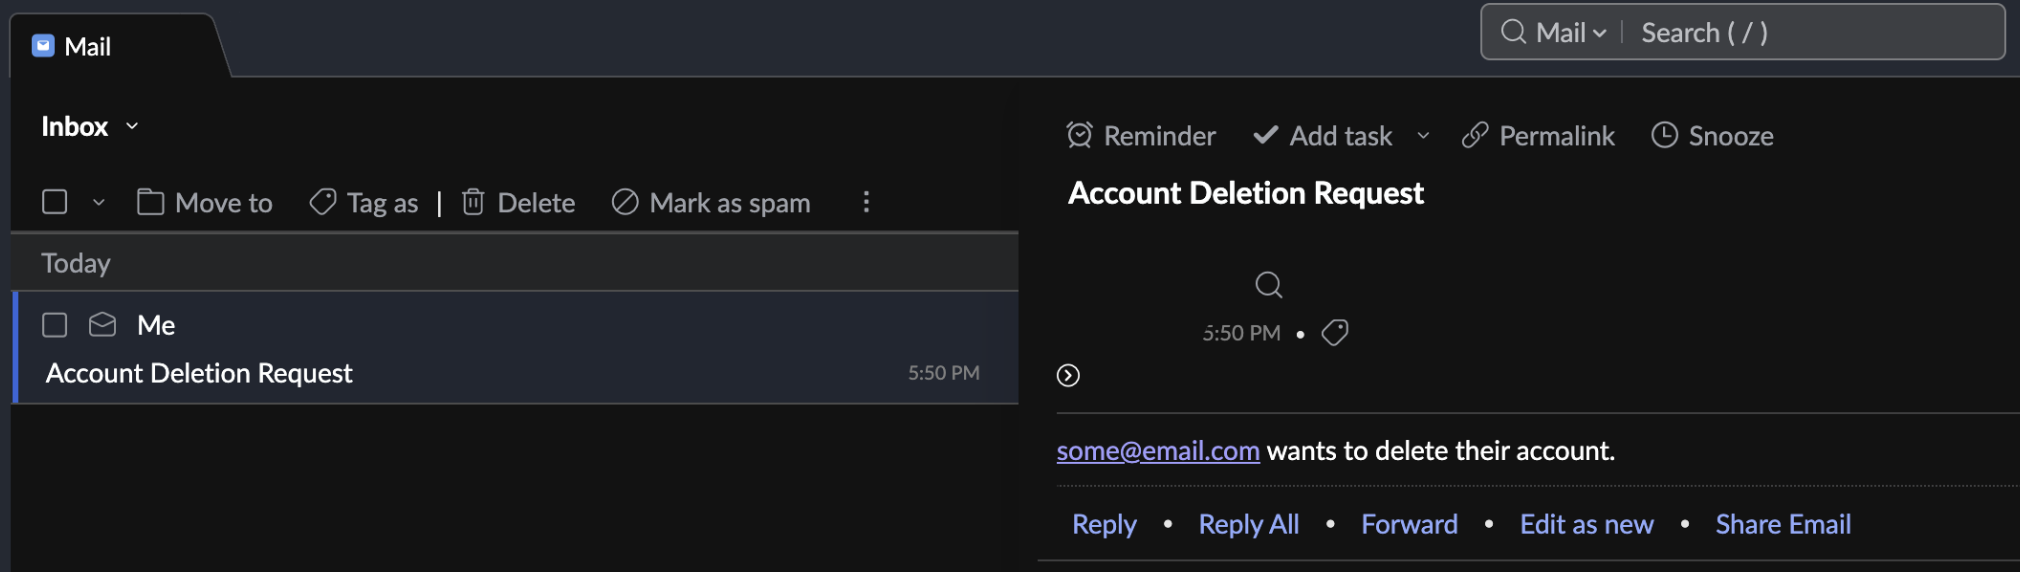 Mail
Mail Search ( / )
Inbox
Move to Tag as | Delete Mark as spam
Today
Me
Account Deletion Request 5:50 PM
Reminder Add task Permalink Snooze
Account Deletion Request
5:50 PM •
some@email.com wants to delete their account.
Reply • Reply All • Forward • Edit as new • Share Email